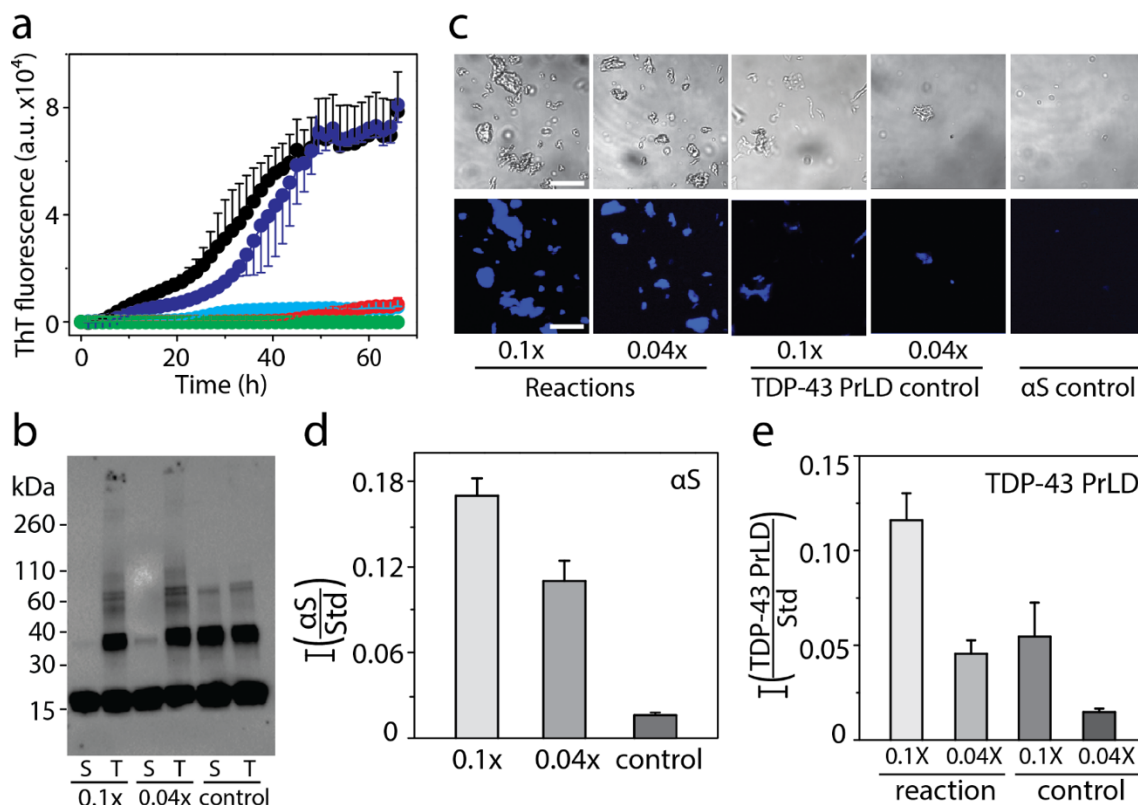 a
ThT fluorescence (a.u. x10⁴)
8
4
0
0 20 40 60
Time (h)
b
kDa
260
110
60
40
30
15
S T S T S T
0.1x 0.04x control
c
0.1x 0.04x 0.1x 0.04x
Reactions TDP-43 PrLD control αS control
d
αS
I(αS/Std)
0.18
0.12
0.06
0
0.1x 0.04x control
e
TDP-43 PrLD
I(TDP-43 PrLD/Std)
0.15
0.10
0.05
0
0.1X 0.04X 0.1X 0.04X
reaction control